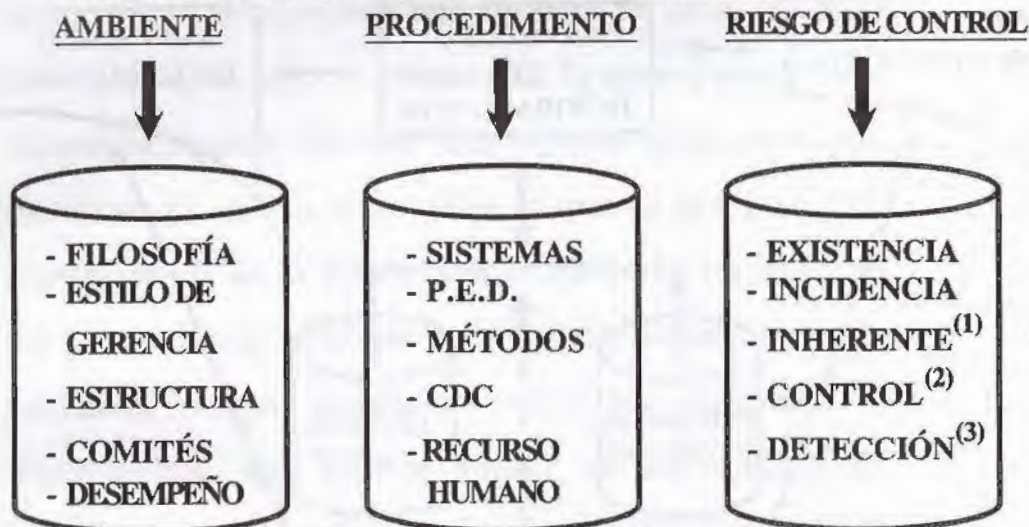 AMBIENTE
PROCEDIMIENTO
RIESGO DE CONTROL
- FILOSOFÍA
- ESTILO DE
GERENCIA
- ESTRUCTURA
- COMITÉS
- DESEMPEÑO
- SISTEMAS
- P.E.D.
- MÉTODOS
- CDC
- RECURSO
HUMANO
- EXISTENCIA
- INCIDENCIA
- INHERENTE(1)
- CONTROL(2)
- DETECCIÓN(3)